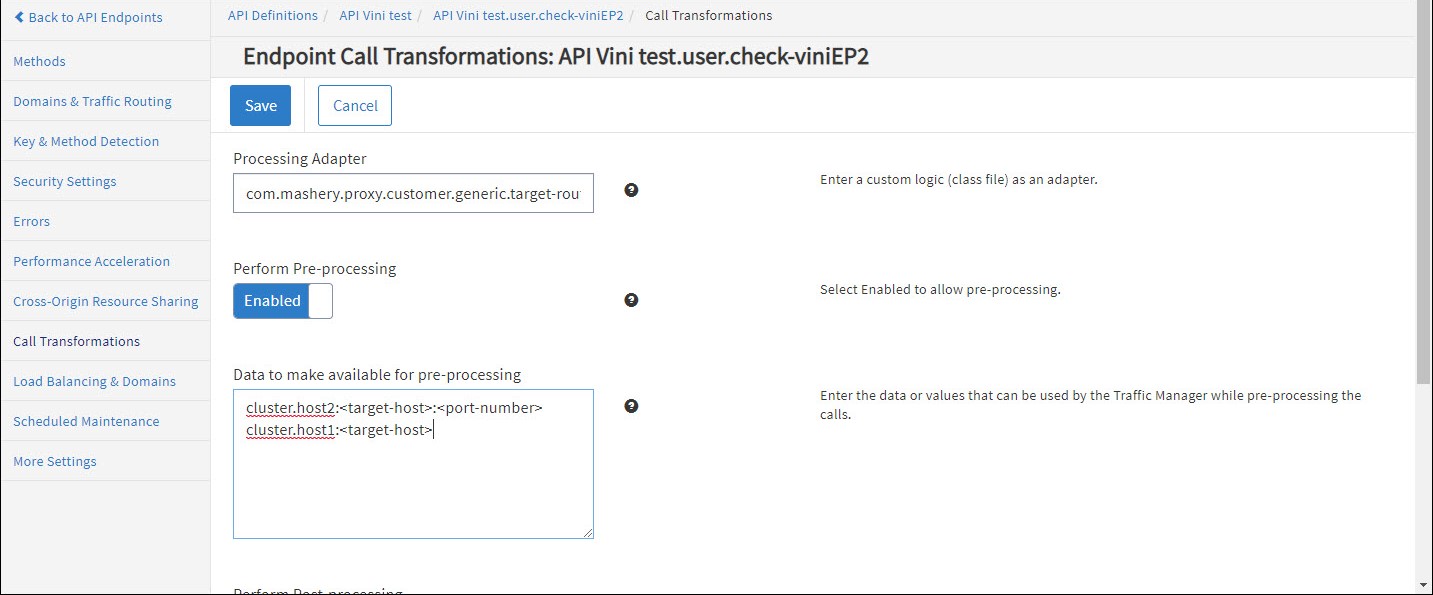 Back to API Endpoints
API Definitions / API Vini test / API Vini test.user.check-viniEP2 / Call Transformations
Endpoint Call Transformations: API Vini test.user.check-viniEP2
Methods
Domains & Traffic Routing
Key & Method Detection
Security Settings
Errors
Performance Acceleration
Cross-Origin Resource Sharing
Call Transformations
Load Balancing & Domains
Scheduled Maintenance
More Settings
Save Cancel
Processing Adapter
com.mashery.proxy.customer.generic.target-rou
?
Enter a custom logic (class file) as an adapter.
Perform Pre-processing
Enabled
?
Select Enabled to allow pre-processing.
Data to make available for pre-processing
cluster.host2:<target-host>:<port-number>
cluster.host1:<target-host>
?
Enter the data or values that can be used by the Traffic Manager while pre-processing the
calls.
Perform Post-processing